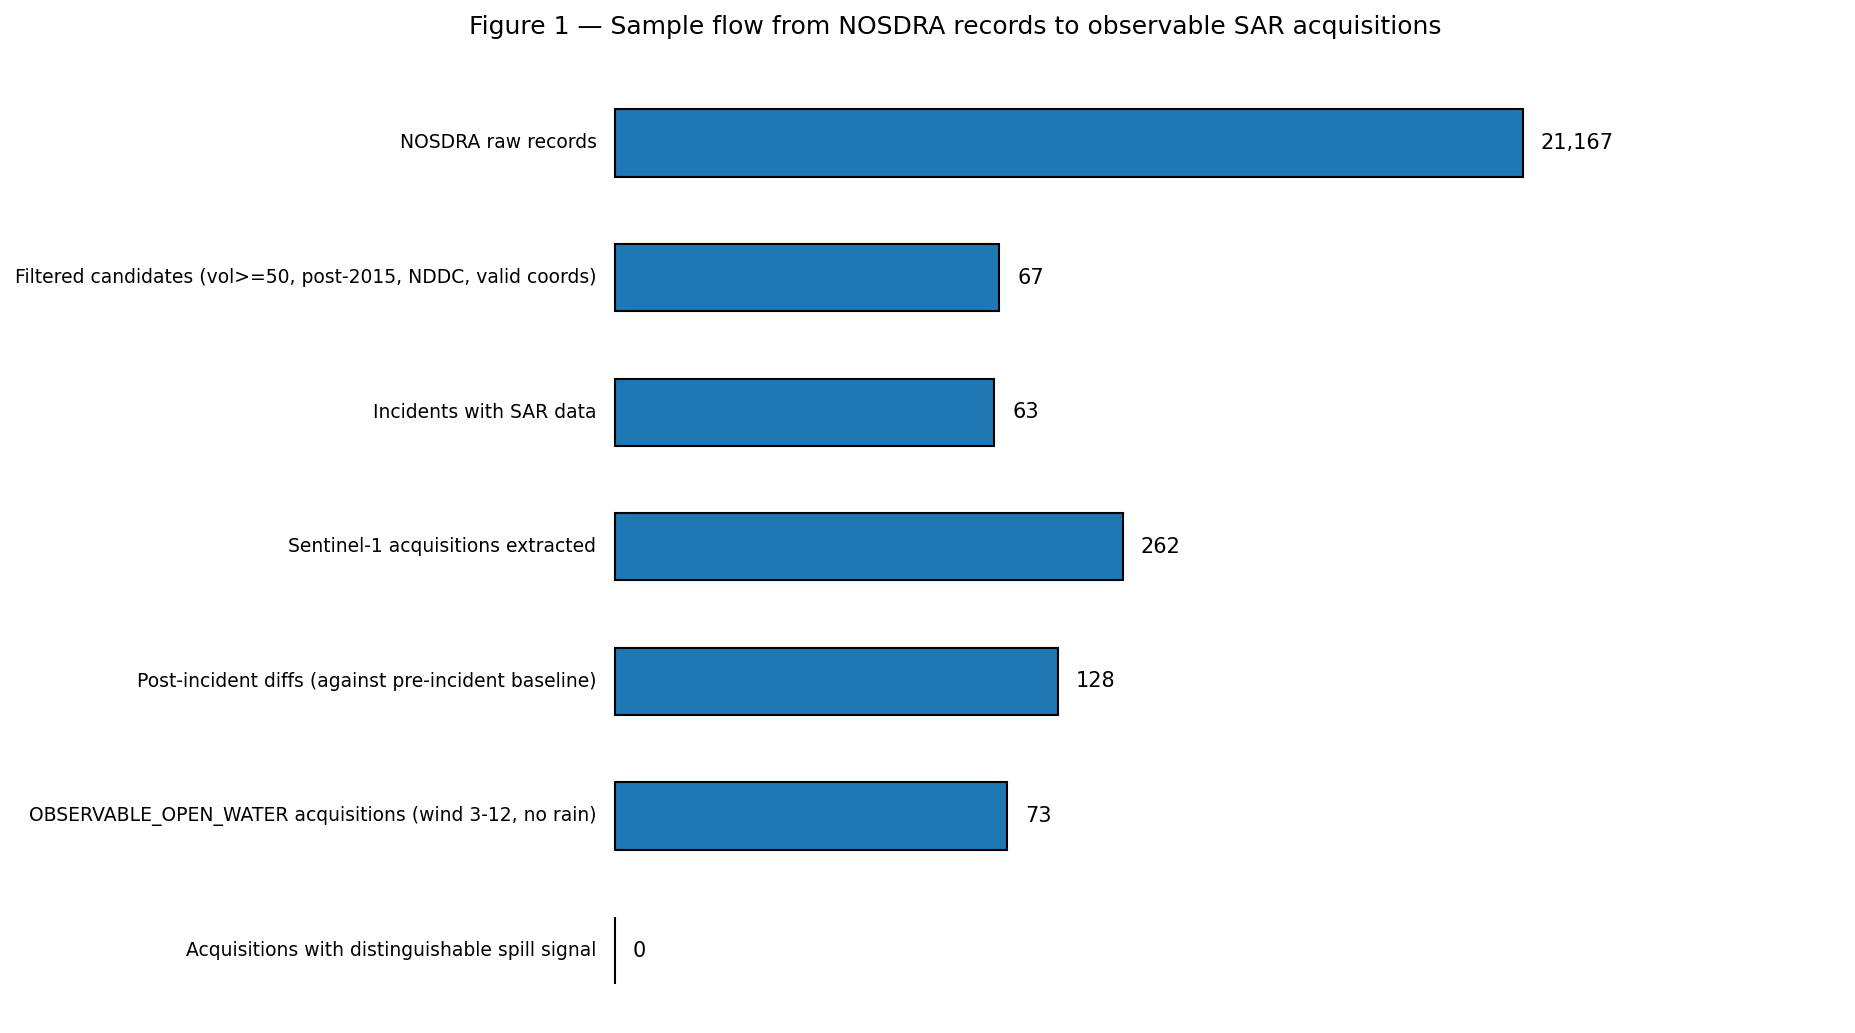 Figure 1 — Sample flow from NOSDRA records to observable SAR acquisitions
NOSDRA raw records 21,167
Filtered candidates (vol>=50, post-2015, NDDC, valid coords) 67
Incidents with SAR data 63
Sentinel-1 acquisitions extracted 262
Post-incident diffs (against pre-incident baseline) 128
OBSERVABLE_OPEN_WATER acquisitions (wind 3-12, no rain) 73
Acquisitions with distinguishable spill signal 0